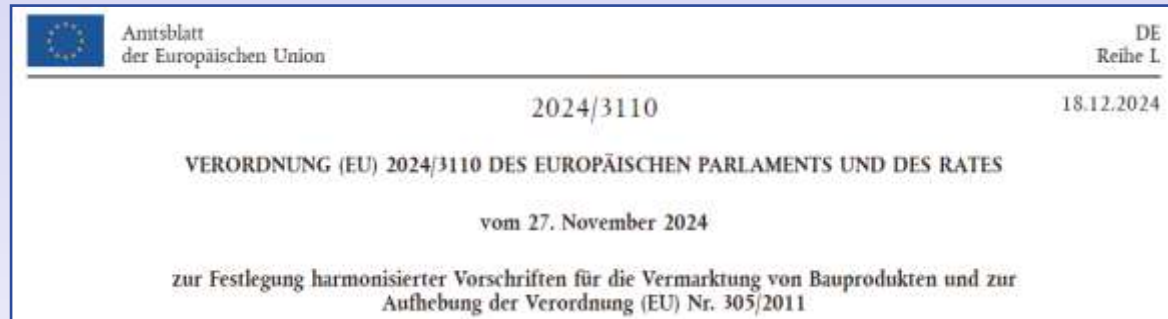 Amtsblatt
der Europäischen Union
DE
Reihe L
2024/3110
18.12.2024
VERORDNUNG (EU) 2024/3110 DES EUROPÄISCHEN PARLAMENTS UND DES RATES
vom 27. November 2024
zur Festlegung harmonisierter Vorschriften für die Vermarktung von Bauprodukten und zur
Aufhebung der Verordnung (EU) Nr. 305/2011